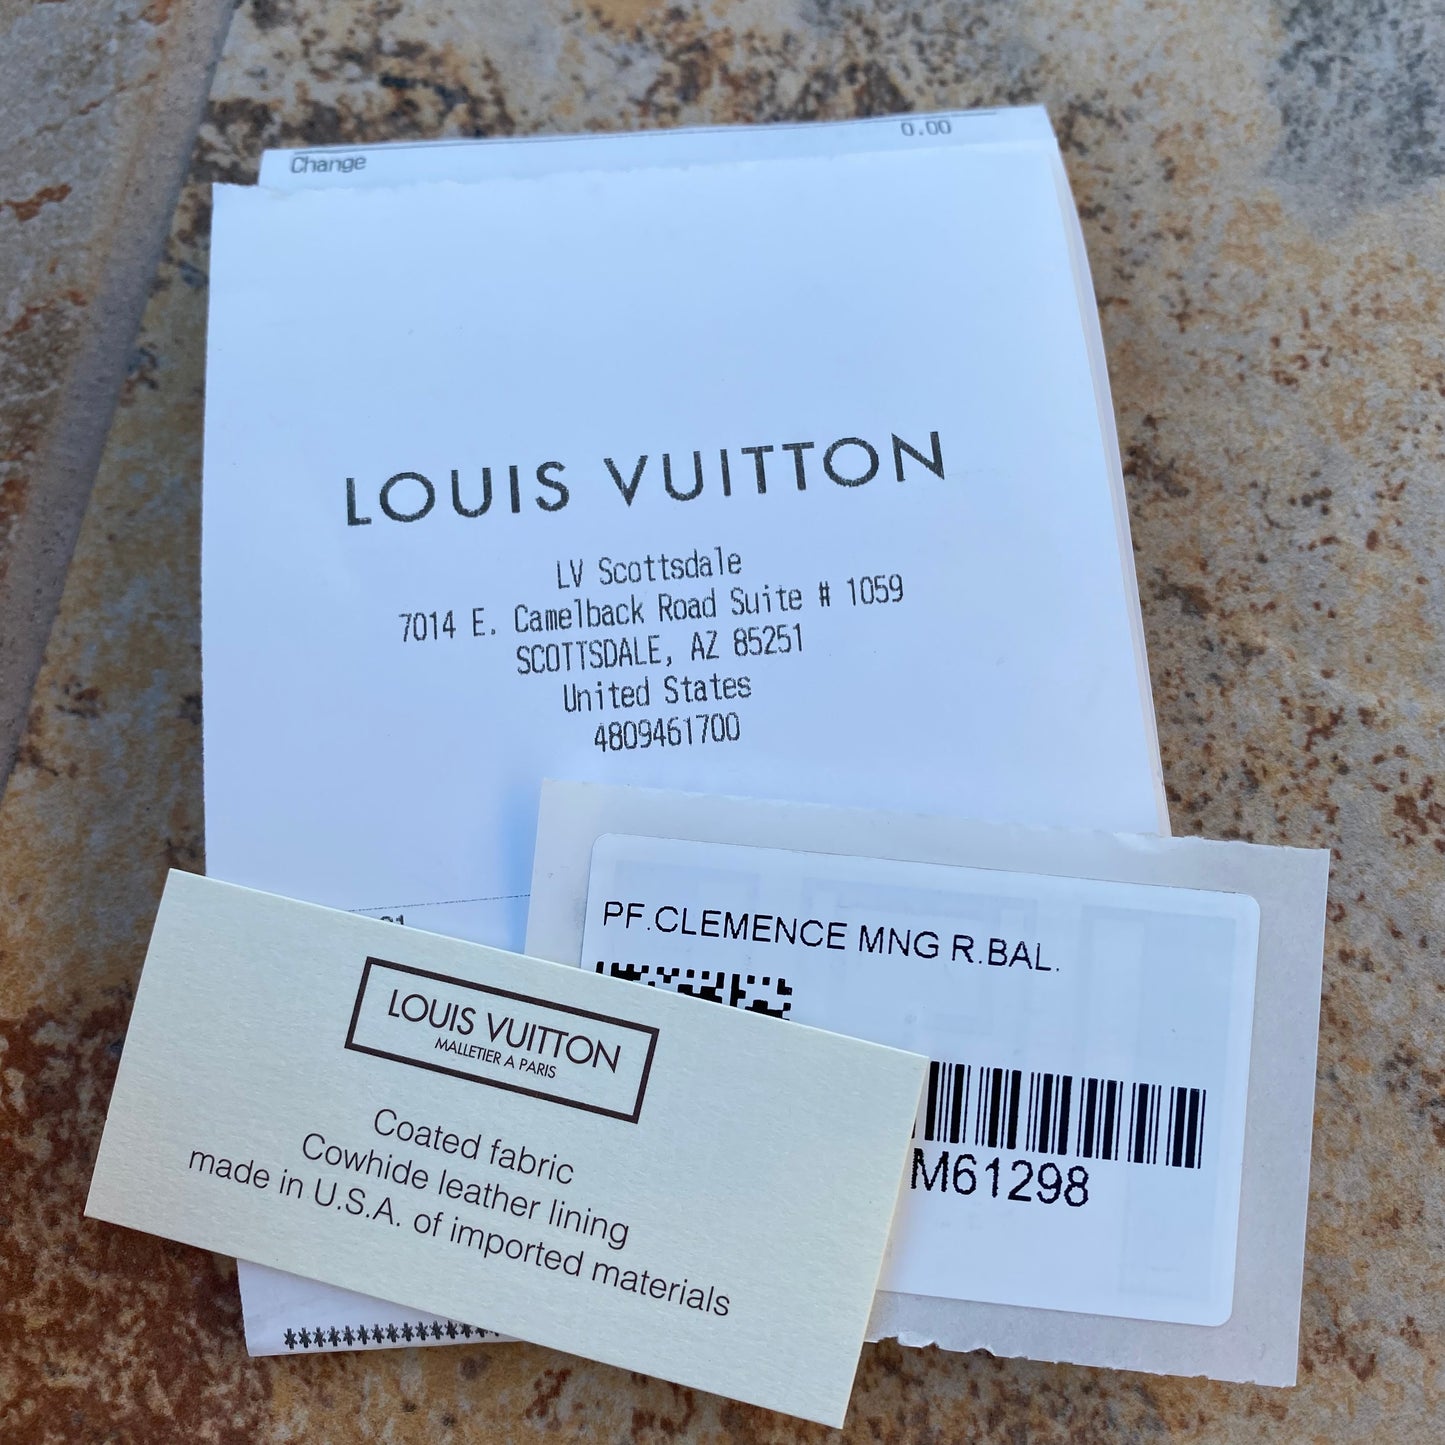 Change 0.00
LOUIS VUITTON
LV Scottsdale
7014 E. Camelback Road Suite # 1059
SCOTTSDALE, AZ 85251
United States
4809461700
PF.CLEMENCE MNG R.BAL.
M61298
LOUIS VUITTON
MALLETIER A PARIS
Coated fabric
Cowhide leather lining
made in U.S.A. of imported materials
**************